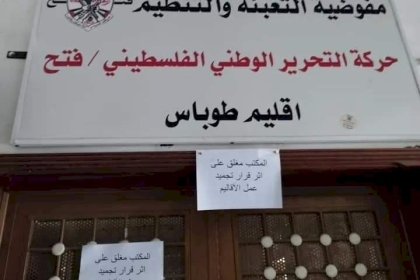 مفوضية التعبئة والتنظيم
حركة التحرير الوطني الفلسطيني / فتح
اقليم طوباس
المكتب مغلق على
اثر قرار تجميد
عمل الأقاليم
المكتب مغلق على
اثر قرار تجميد